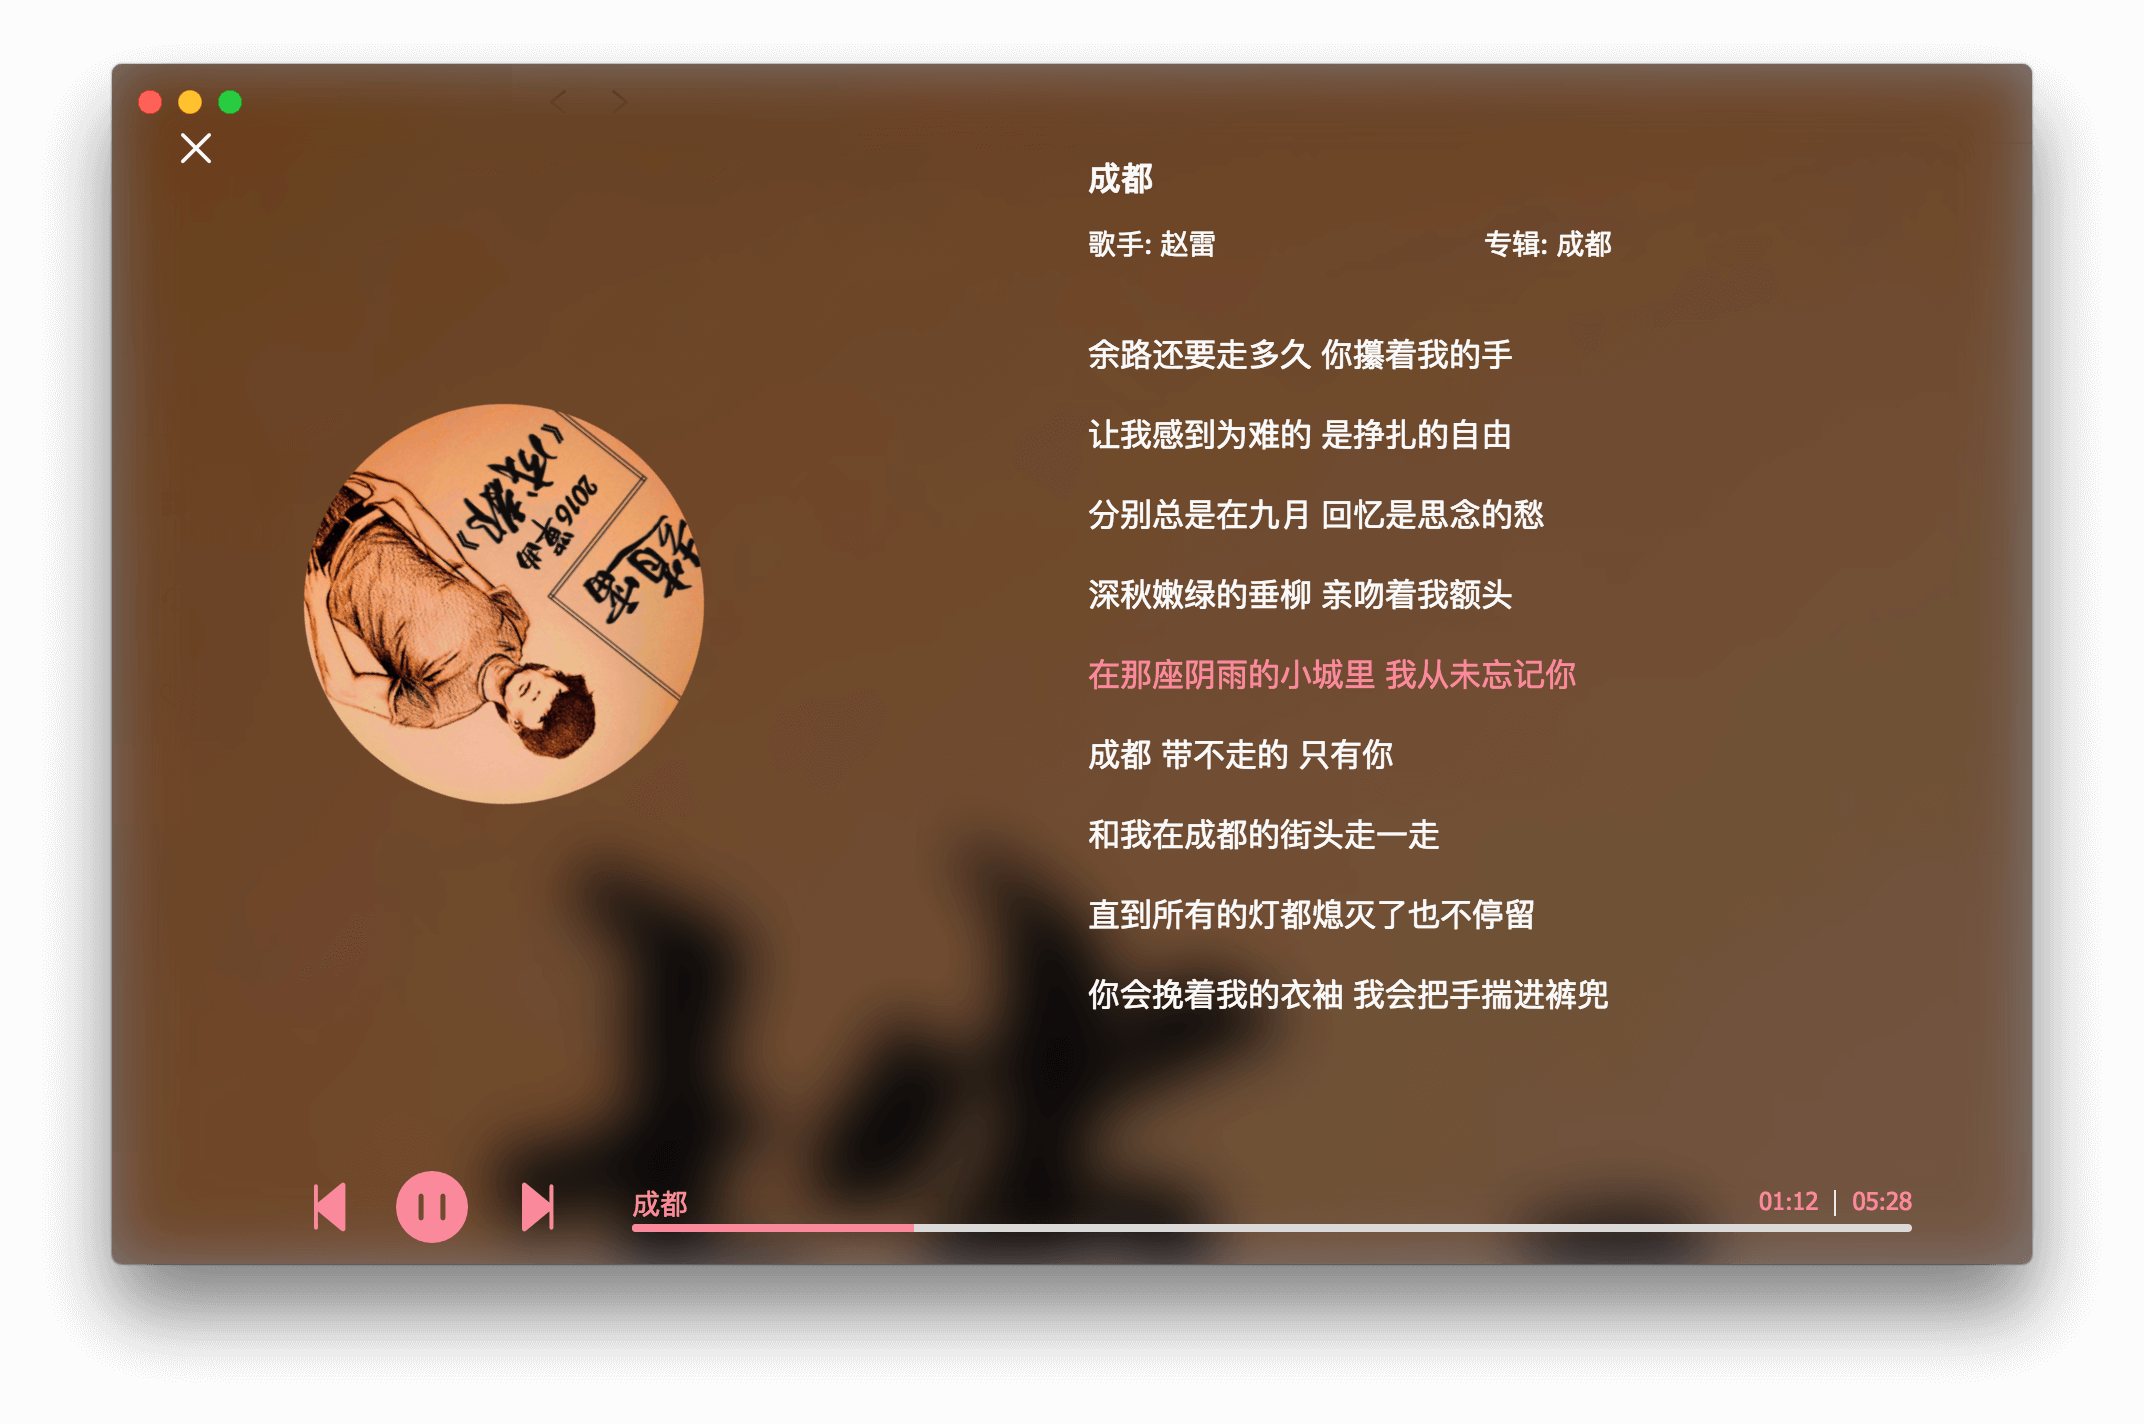 成都
歌手: 赵雷
专辑: 成都
余路还要走多久 你攥着我的手
让我感到为难的 是挣扎的自由
分别总是在九月 回忆是思念的愁
深秋嫩绿的垂柳 亲吻着我额头
在那座阴雨的小城里 我从未忘记你
成都 带不走的 只有你
和我在成都的街头走一走
直到所有的灯都熄灭了也不停留
你会挽着我的衣袖 我会把手揣进裤兜
《成都》
2016 單曲
成都
01:12 | 05:28